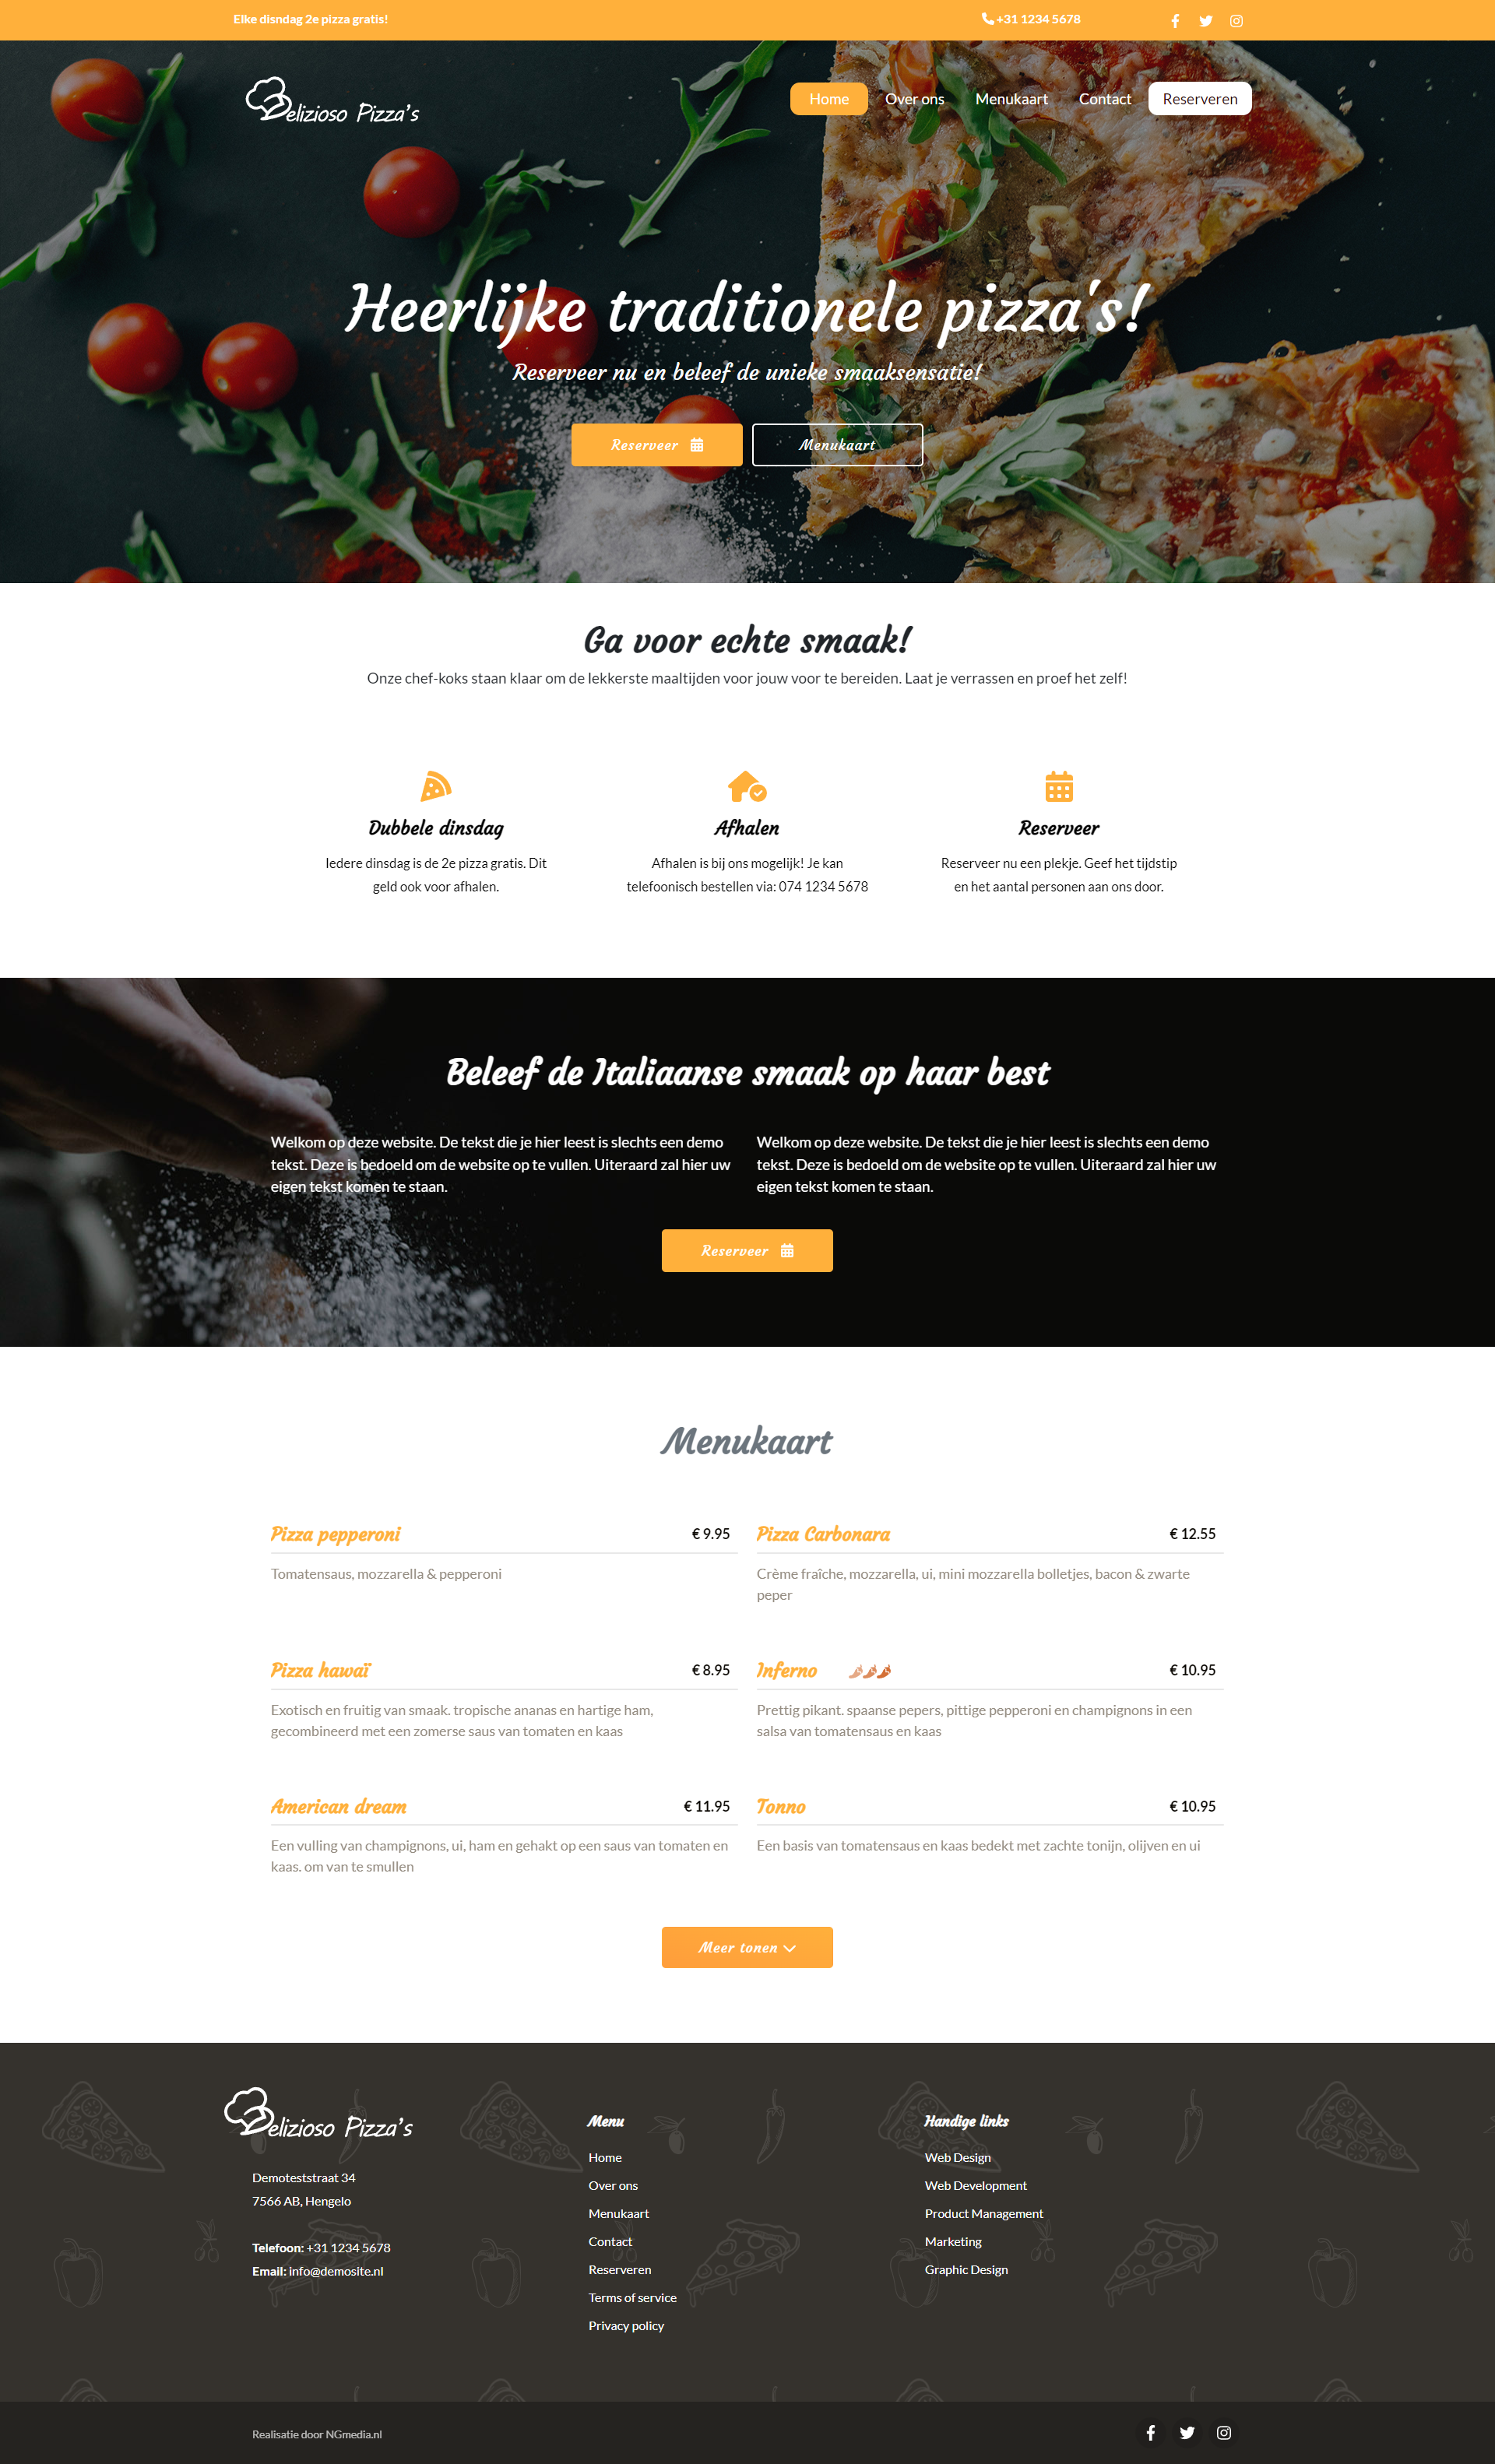 Elke disndag 2e pizza gratis!
+31 1234 5678
Belizioso Pizza's
Home
Over ons
Menukaart
Contact
Reserveren
Heerlijke traditionele pizza's!
Reserveer nu en beleef de unieke smaaksensatie!
Reserveer
Menukaart
Ga voor echte smaak!
Onze chef-koks staan klaar om de lekkerste maaltijden voor jouw voor te bereiden. Laat je verrassen en proef het zelf!
Dubbele dinsdag
Iedere dinsdag is de 2e pizza gratis. Dit
geld ook voor afhalen.
Afhalen
Afhalen is bij ons mogelijk! Je kan
telefoonisch bestellen via: 074 1234 5678
Reserveer
Reserveer nu een plekje. Geef het tijdstip
en het aantal personen aan ons door.
Beleef de Italiaanse smaak op haar best
Welkom op deze website. De tekst die je hier leest is slechts een demo
tekst. Deze is bedoeld om de website op te vullen. Uiteraard zal hier uw
eigen tekst komen te staan.
Welkom op deze website. De tekst die je hier leest is slechts een demo
tekst. Deze is bedoeld om de website op te vullen. Uiteraard zal hier uw
eigen tekst komen te staan.
Reserveer
Menukaart
Pizza pepperoni € 9.95
Tomatensaus, mozzarella & pepperoni
Pizza Carbonara € 12.55
Crème fraîche, mozzarella, ui, mini mozzarella bolletjes, bacon & zwarte
peper
Pizza hawaï € 8.95
Exotisch en fruitig van smaak. tropische ananas en hartige ham,
gecombineerd met een zomerse saus van tomaten en kaas
Inferno € 10.95
Prettig pikant. spaanse pepers, pittige pepperoni en champignons in een
salsa van tomatensaus en kaas
American dream € 11.95
Een vulling van champignons, ui, ham en gehakt op een saus van tomaten en
kaas. om van te smullen
Tonno € 10.95
Een basis van tomatensaus en kaas bedekt met zachte tonijn, olijven en ui
Meer tonen
Belizioso Pizza's
Demoteststraat 34
7566 AB, Hengelo
Telefoon: +31 1234 5678
Email: info@demosite.nl
Menu
Home
Over ons
Menukaart
Contact
Reserveren
Terms of service
Privacy policy
Handige links
Web Design
Web Development
Product Management
Marketing
Graphic Design
Realisatie door NGmedia.nl